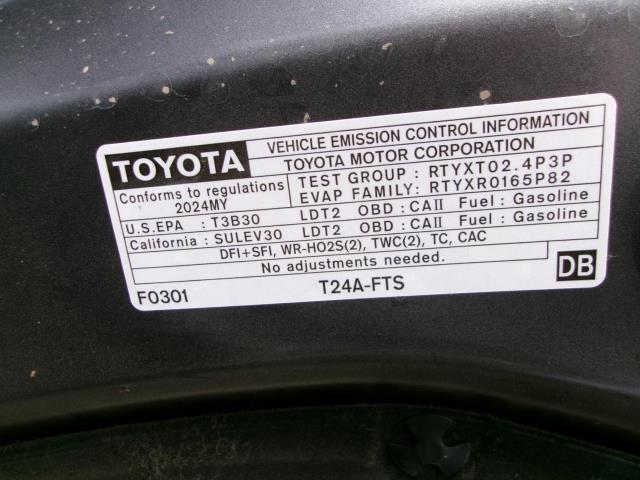 TOYOTA
VEHICLE EMISSION CONTROL INFORMATION
TOYOTA MOTOR CORPORATION
Conforms to regulations
2024MY
TEST GROUP : RTYXT02.4P3P
EVAP FAMILY: RTYXR0165P82
U.S.EPA : T3B30 LDT2 OBD : CAII Fuel : Gasoline
California : SULEV30 LDT2 OBD : CAII Fuel : Gasoline
DFI+SFI, WR-HO2S(2), TWC(2), TC, CAC
No adjustments needed.
DB
F0301
T24A-FTS